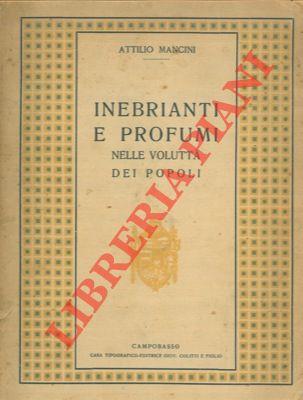 ATTILIO MANCINI
INEBRIANTI
E PROFUMI
NELLE VOLUTTÀ
DEI POPOLI
LIBRERIA PIANI
CAMPOBASSO
CASA TIPOGRAFICO-EDITRICE GIOV. COLITTI E FIGLIO